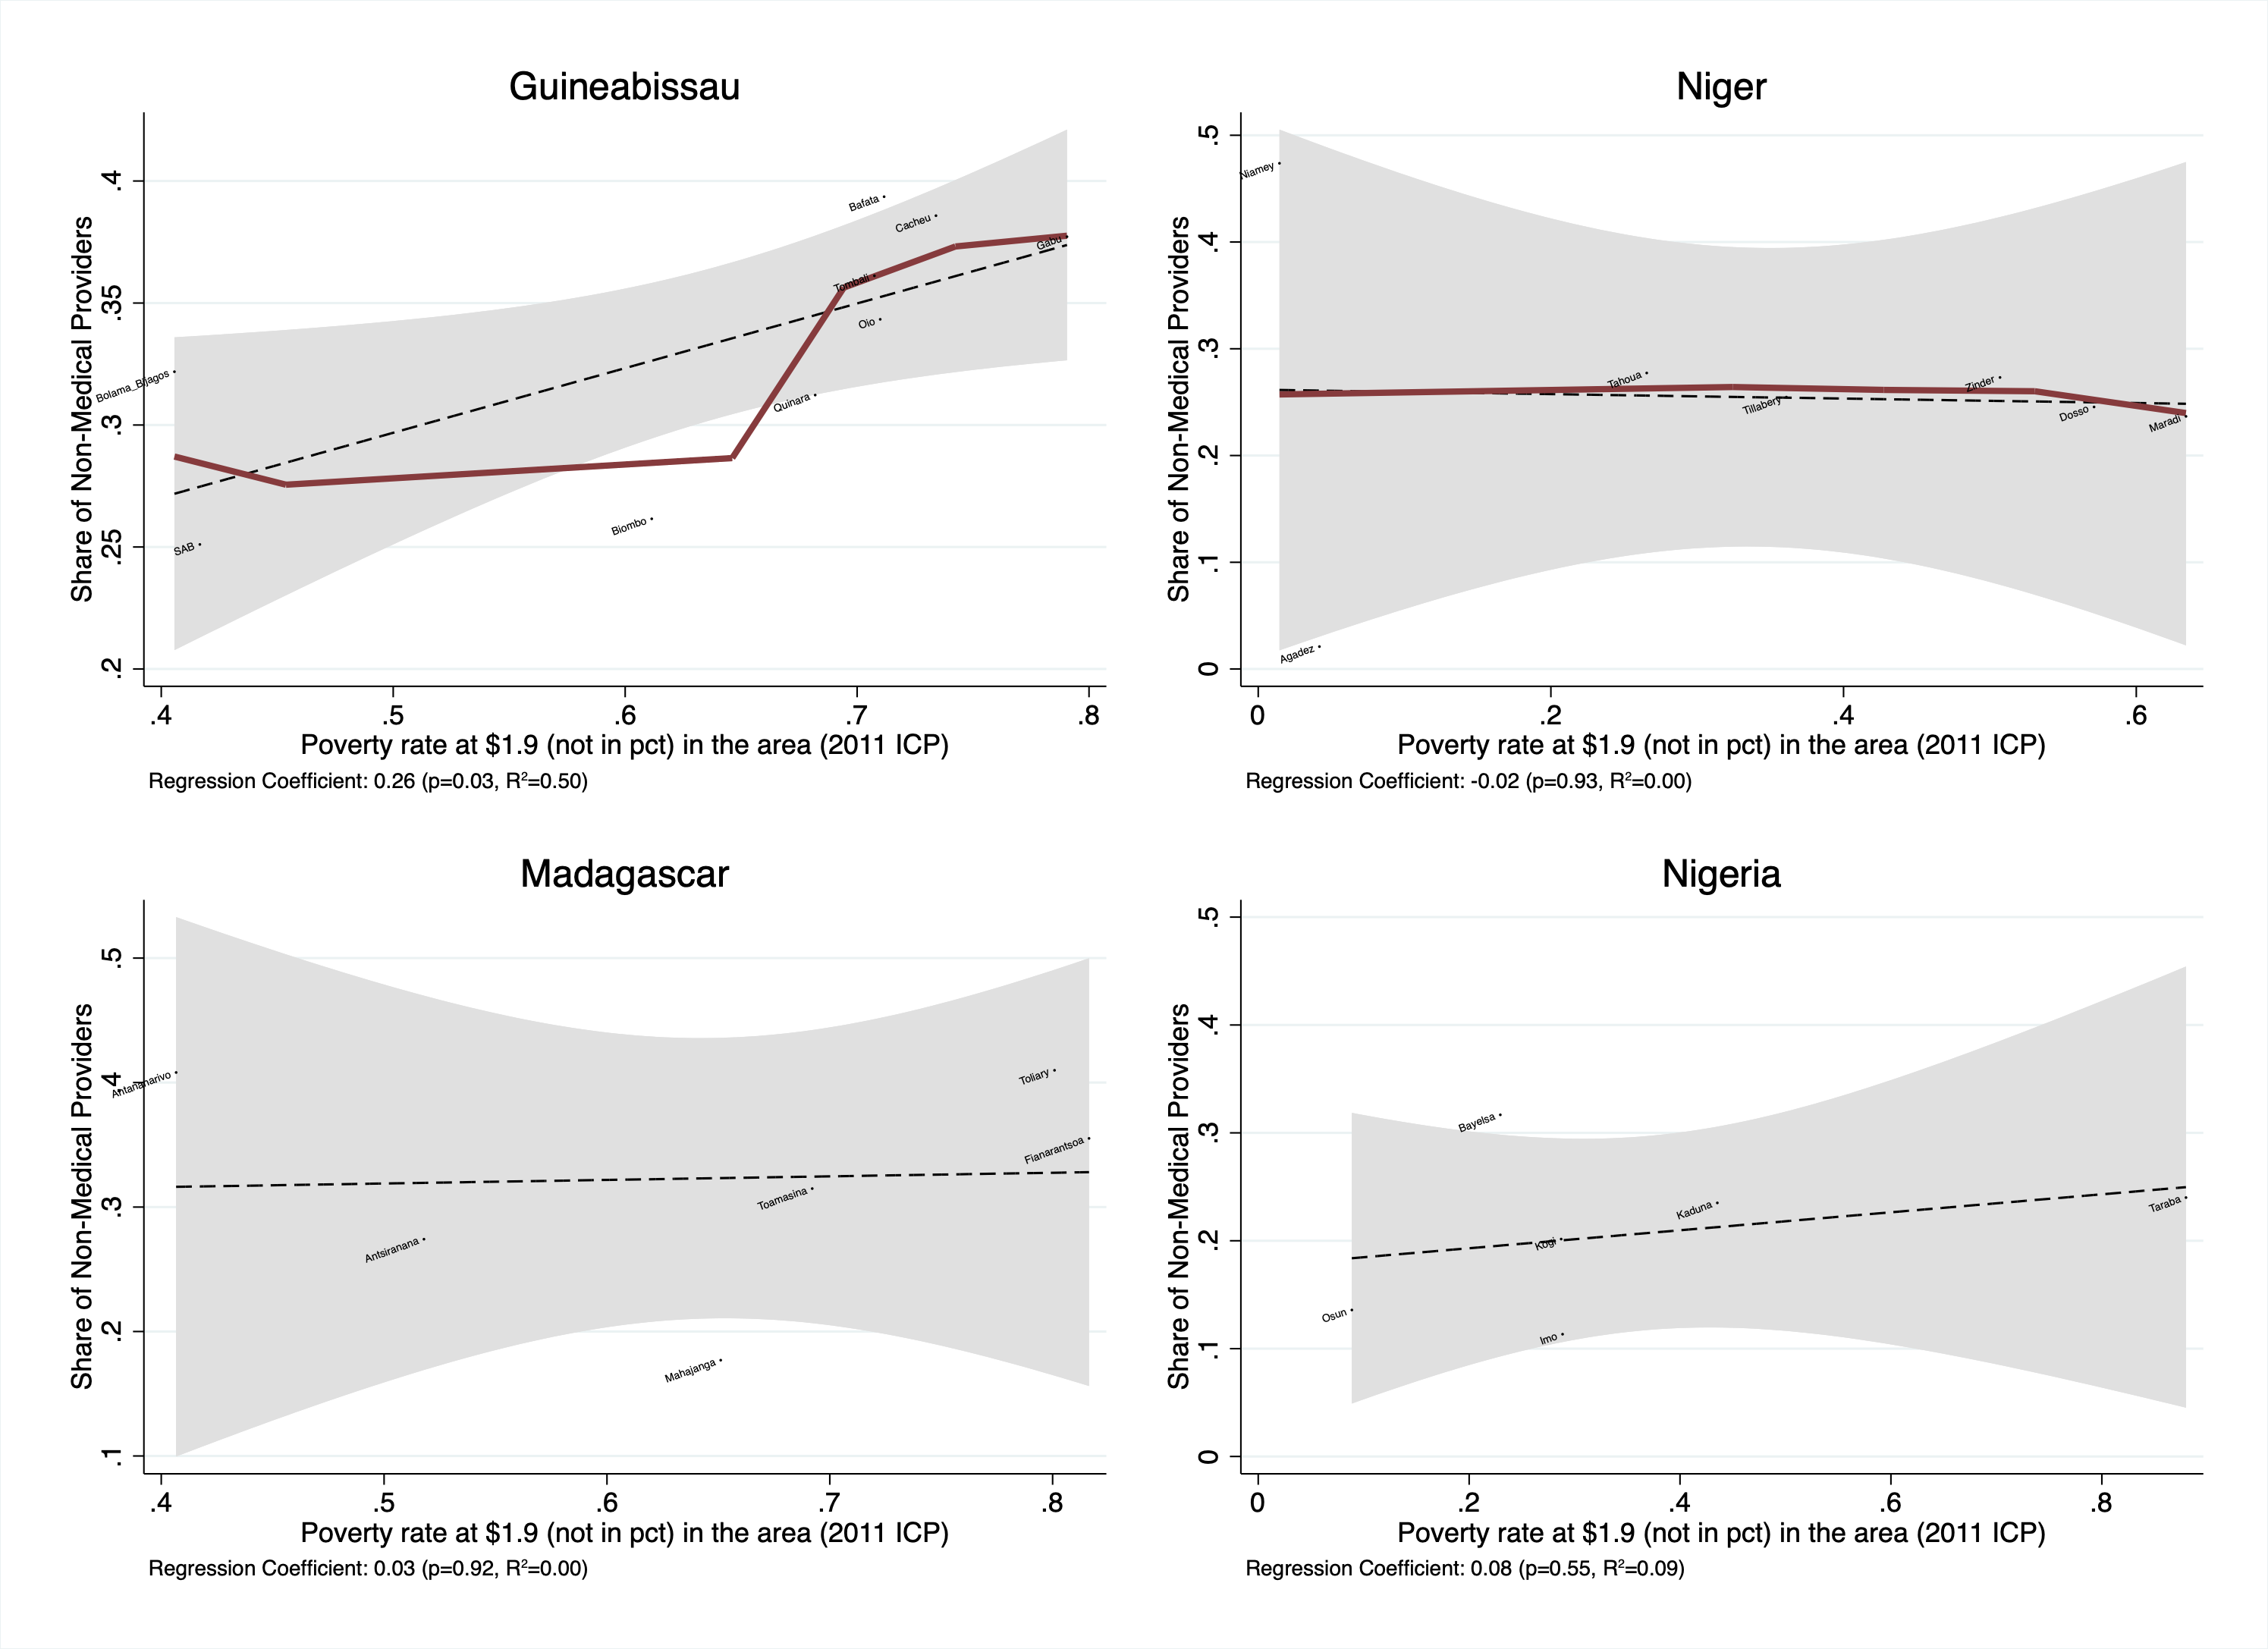 Guineabissau
Share of Non-Medical Providers
.4
.35
.3
.25
.2
Bafata
Cacheu
Gabu
Tombali
Oio
Bolama_Bijagos
Quinara
Biombo
SAB
.4 .5 .6 .7 .8
Poverty rate at $1.9 (not in pct) in the area (2011 ICP)
Regression Coefficient: 0.26 (p=0.03, R²=0.50)
Niger
Share of Non-Medical Providers
.5
.4
.3
.2
.1
0
Niamey
Tahoua
Zinder
Tillabery
Dosso
Maradi
Agadez
0 .2 .4 .6
Poverty rate at $1.9 (not in pct) in the area (2011 ICP)
Regression Coefficient: -0.02 (p=0.93, R²=0.00)
Madagascar
Share of Non-Medical Providers
.5
.4
.3
.2
.1
Antananarivo
Toliary
Fianarantsoa
Toamasina
Antsiranana
Mahajanga
.4 .5 .6 .7 .8
Poverty rate at $1.9 (not in pct) in the area (2011 ICP)
Regression Coefficient: 0.03 (p=0.92, R²=0.00)
Nigeria
Share of Non-Medical Providers
.5
.4
.3
.2
.1
0
Bayelsa
Kaduna
Taraba
Kogi
Osun
Imo
0 .2 .4 .6 .8
Poverty rate at $1.9 (not in pct) in the area (2011 ICP)
Regression Coefficient: 0.08 (p=0.55, R²=0.09)